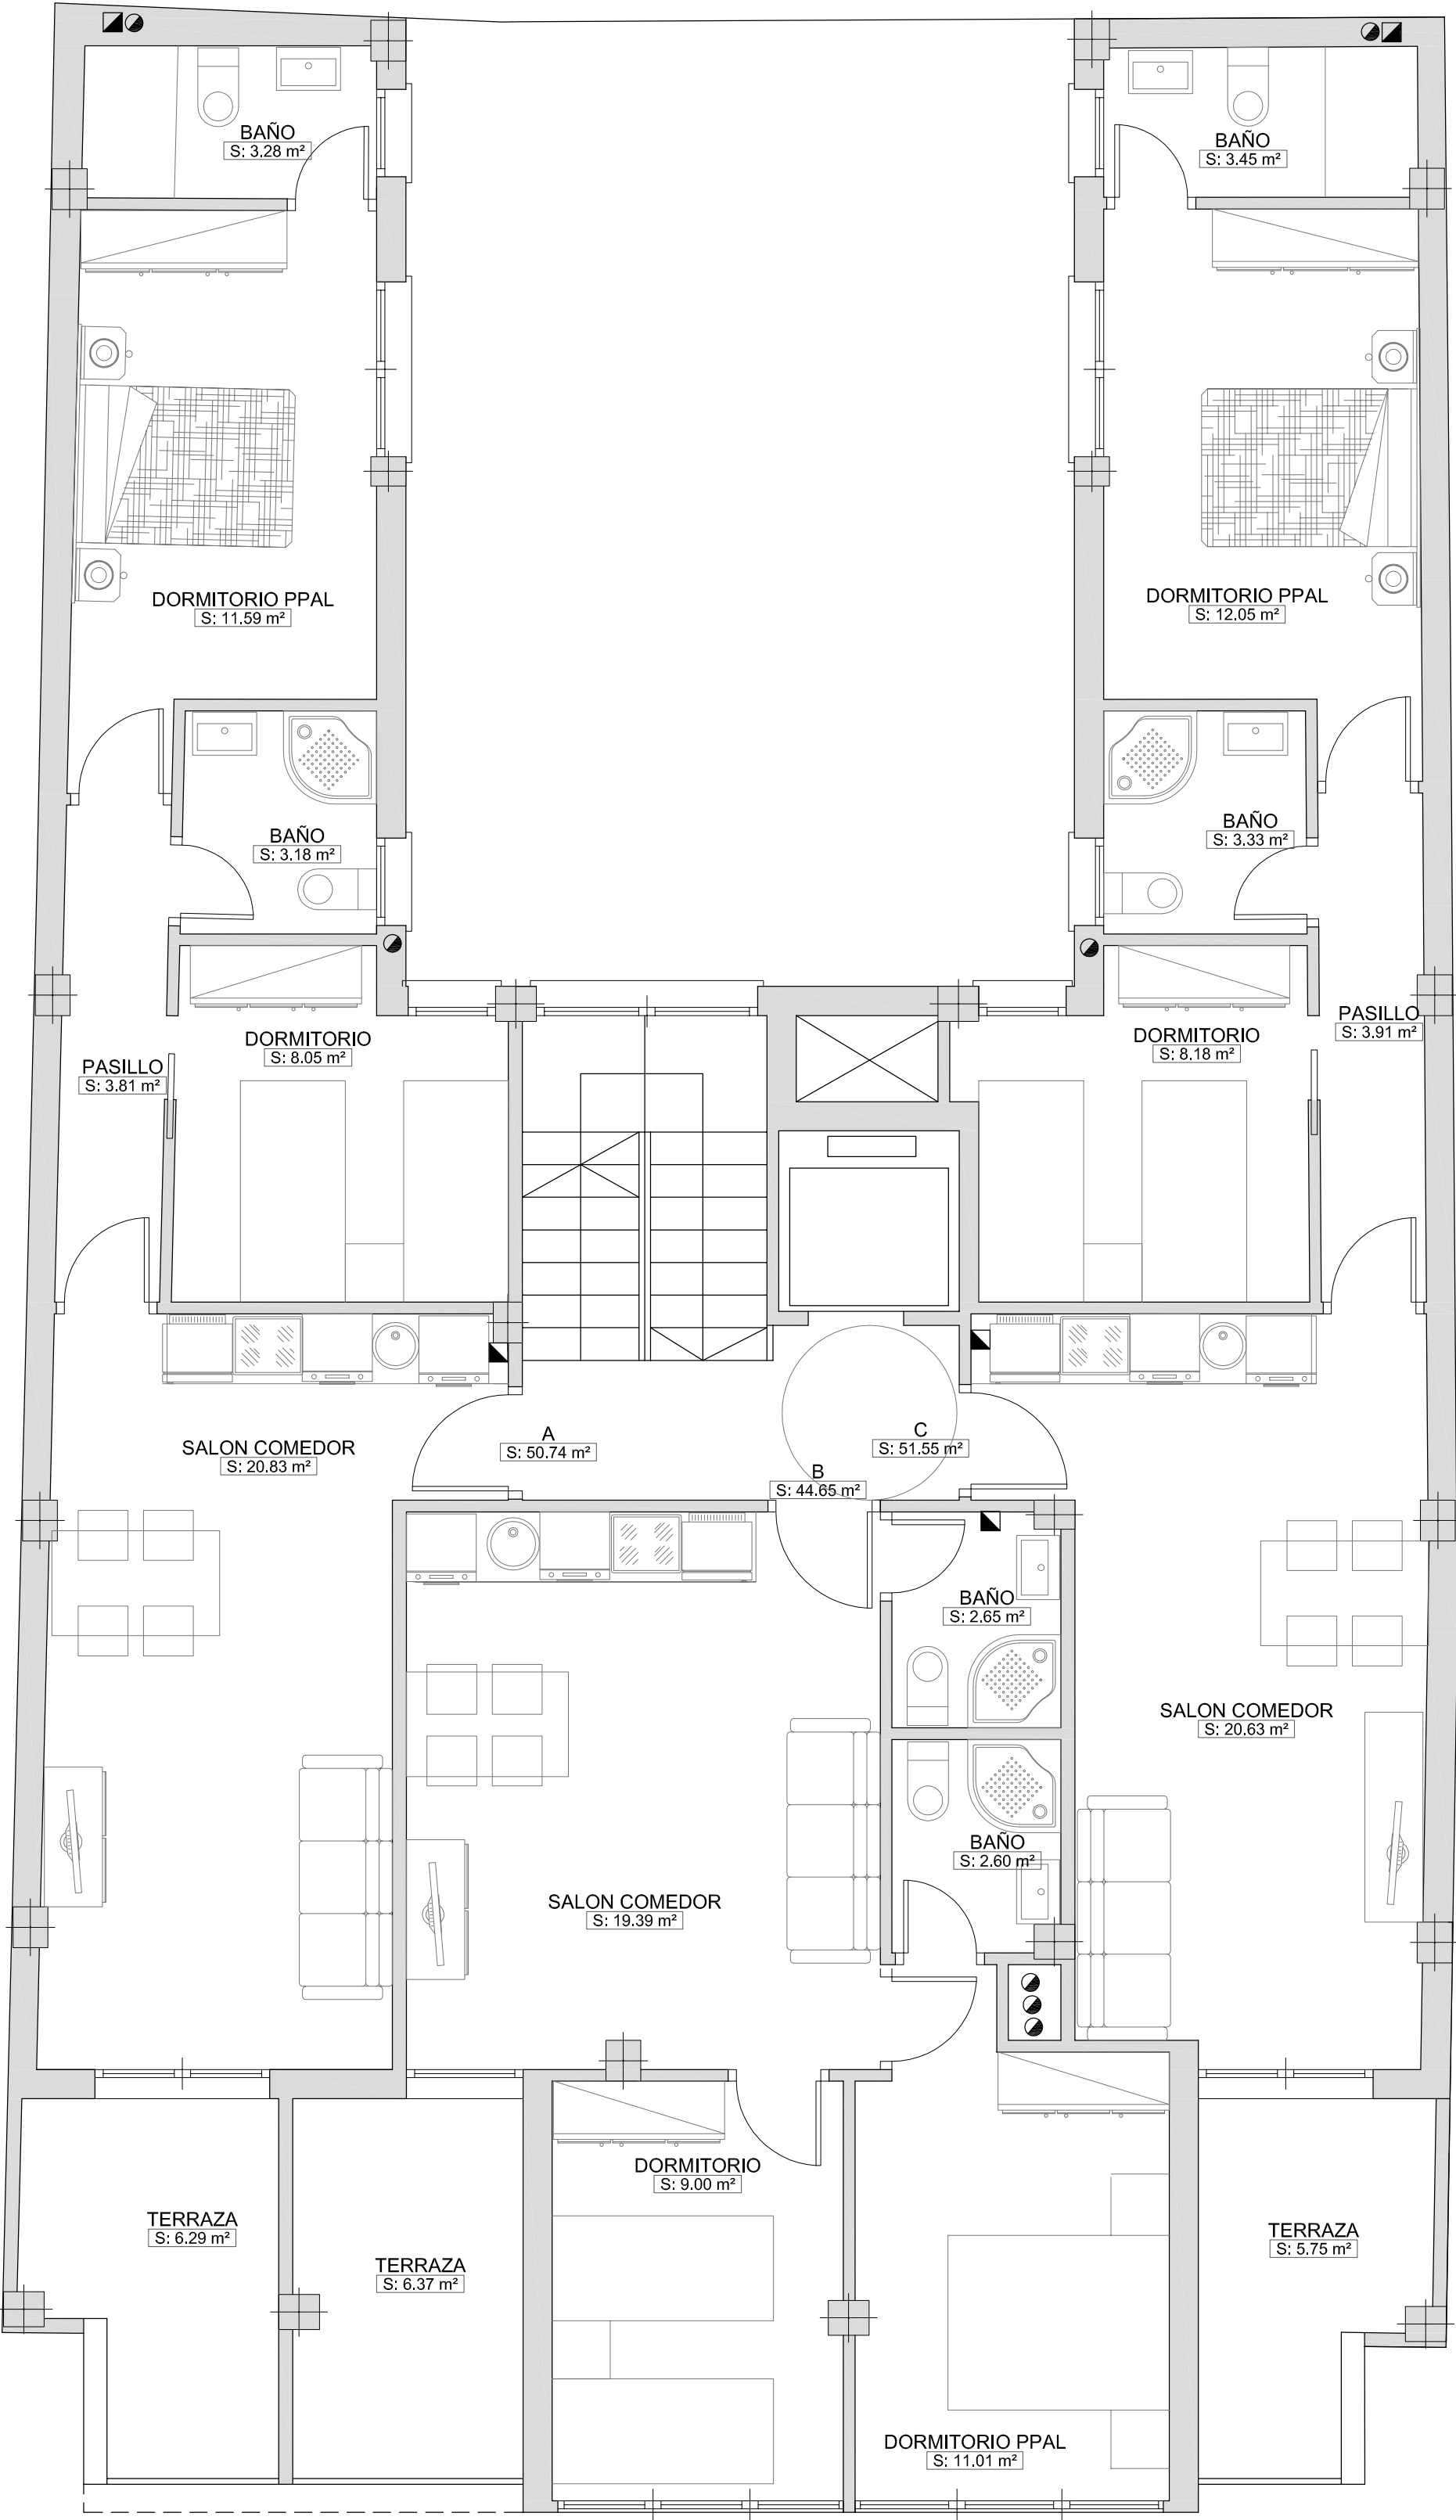 BAÑO
S: 3.28 m²
BAÑO
S: 3.45 m²
DORMITORIO PPAL
S: 11.59 m²
DORMITORIO PPAL
S: 12.05 m²
BAÑO
S: 3.18 m²
BAÑO
S: 3.33 m²
DORMITORIO
S: 8.05 m²
DORMITORIO
S: 8.18 m²
PASILLO
S: 3.91 m²
PASILLO
S: 3.81 m²
A
S: 50.74 m²
C
S: 51.55 m²
SALON COMEDOR
S: 20.83 m²
B
S: 44.65 m²
BAÑO
S: 2.65 m²
SALON COMEDOR
S: 20.63 m²
BAÑO
S: 2.60 m²
SALON COMEDOR
S: 19.39 m²
DORMITORIO
S: 9.00 m²
TERRAZA
S: 6.29 m²
TERRAZA
S: 5.75 m²
TERRAZA
S: 6.37 m²
DORMITORIO PPAL
S: 11.01 m²